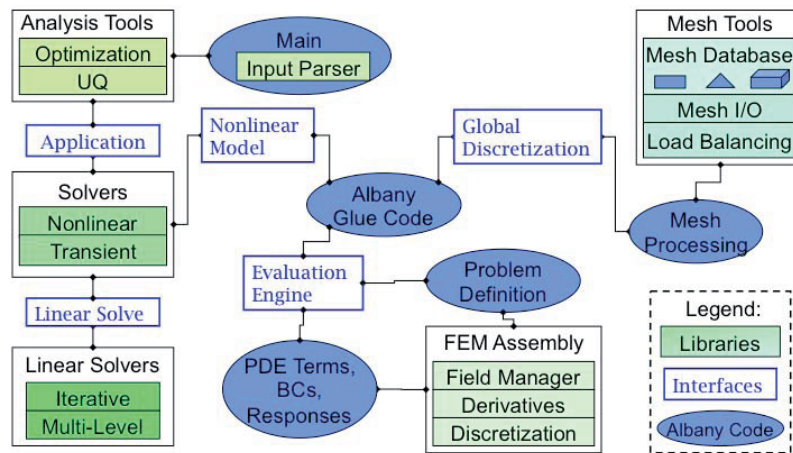 Analysis Tools
Optimization
UQ
Main
Input Parser
Mesh Tools
Mesh Database
Mesh I/O
Load Balancing
Application
Nonlinear
Model
Global
Discretization
Solvers
Nonlinear
Transient
Albany
Glue Code
Mesh
Processing
Evaluation
Engine
Problem
Definition
Linear Solve
Linear Solvers
Iterative
Multi-Level
PDE Terms,
BCs,
Responses
FEM Assembly
Field Manager
Derivatives
Discretization
Legend:
Libraries
Interfaces
Albany Code